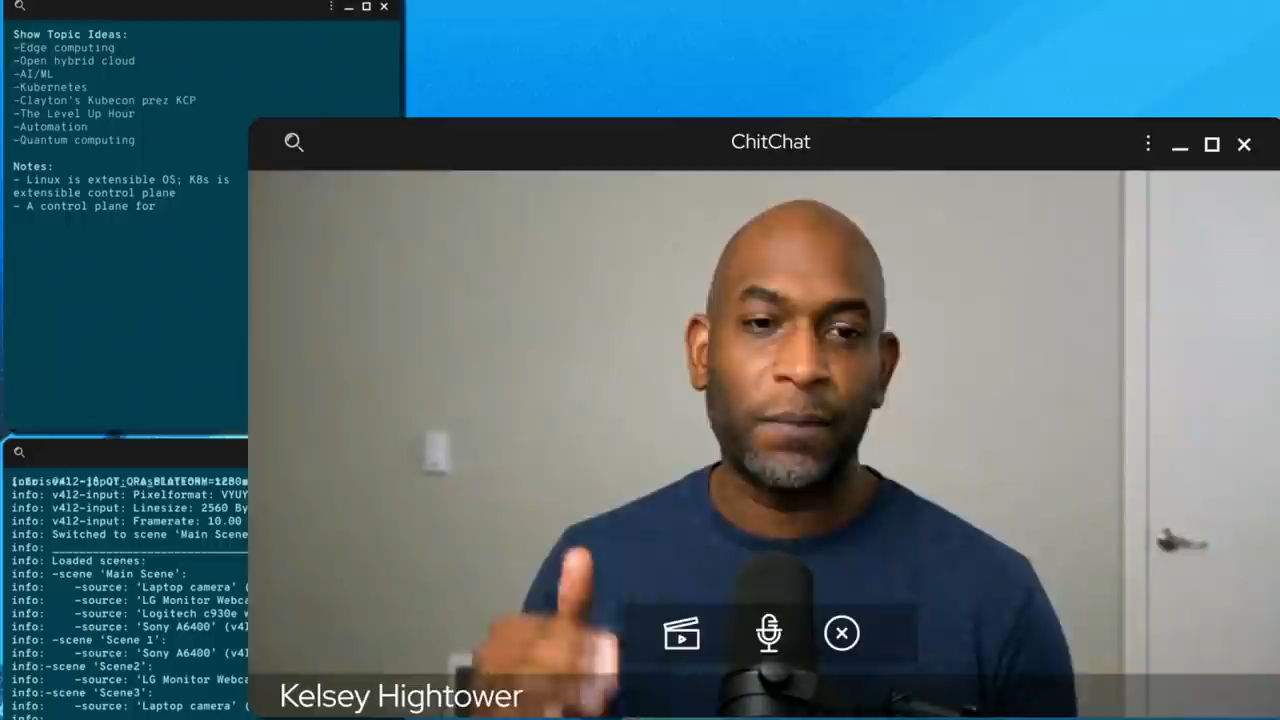 Show Topic Ideas:
-Edge computing
-Open hybrid cloud
-AI/ML
-Kubernetes
-Clayton's Kubecon prez KCP
-The Level Up Hour
-Automation
-Quantum computing
Notes:
- Linux is extensible OS; K8s is
extensible control plane
- A control plane for
ChitChat
Kelsey Hightower
info: v4l2-input: Pixelformat: VYUY
info: v4l2-input: Linesize: 2560 By
info: v4l2-input: Framerate: 10.00
info: Switched to scene 'Main Scene
info:
info: Loaded scenes:
info: -scene 'Main Scene':
info: -source: 'Laptop camera' (
info: -source: 'LG Monitor Webca
info: -source: 'Logitech c930e w
info: -source: 'Sony A6400' (v4l
info: -scene 'Scene 1':
info: -source: 'Sony A6400' (v4l
info:-scene 'Scene2':
info: -source: 'LG Monitor Webca
info:-scene 'Scene3':
info: -source: 'Laptop camera' (